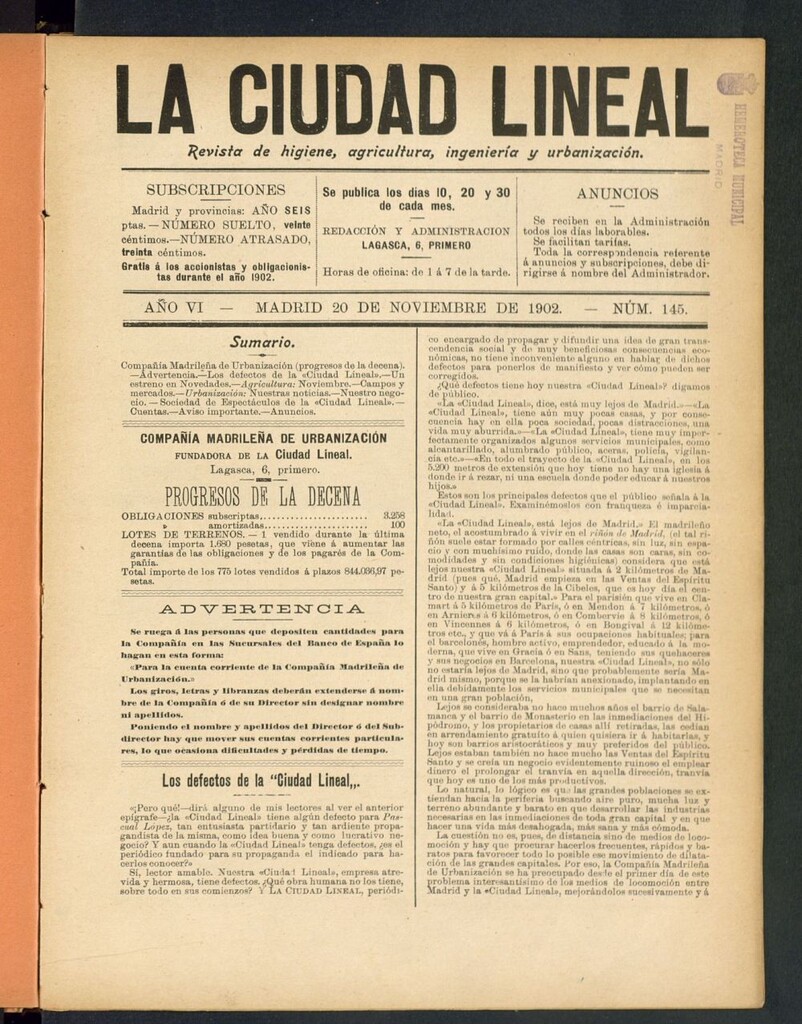 LA CIUDAD LINEAL
Revista de higiene, agricultura, ingeniería y urbanización.
HEMEROTECA MUNICIPAL
MADRID
SUBSCRIPCIONES
Madrid y provincias: AÑO SEIS
ptas.—NÚMERO SUELTO, veinte
céntimos.—NÚMERO ATRASADO,
treinta céntimos.
Gratis á los accionistas y obligacionis-
tas durante el año 1902.
Se publica los días 10, 20 y 30
de cada mes.
REDACCIÓN Y ADMINISTRACION
LAGASCA, 6, PRIMERO
Horas de oficina: de 1 á 7 de la tarde.
ANUNCIOS
Se reciben en la Administración
todos los días laborables.
Se facilitan tarifas.
Toda la correspondencia referente
á anuncios y subscripciones, debe di-
rigirse á nombre del Administrador.
AÑO VI — MADRID 20 DE NOVIEMBRE DE 1902. — NÚM. 145.
Sumario.
Compañía Madrileña de Urbanización (progresos de la decena).
—Advertencia.—Los defectos de la «Ciudad Lineal».—Un
estreno en Novedades.—Agricultura: Noviembre.—Campos y
mercados.—Urbanización: Nuestras noticias.—Nuestro nego-
cio.—Sociedad de Espectáculos de la «Ciudad Lineal».—
Cuentas.—Aviso importante.—Anuncios.
COMPAÑÍA MADRILEÑA DE URBANIZACIÓN
FUNDADORA DE LA Ciudad Lineal.
Lagasca, 6, primero.
PROGRESOS DE LA DECENA
OBLIGACIONES subscriptas..................... 3.258
» amortizadas..................... 100
LOTES DE TERRENOS.—1 vendido durante la última
decena importa 1.680 pesetas, que viene á aumentar las
garantías de las obligaciones y de los pagarés de la Com-
pañía.
Total importe de los 775 lotes vendidos á plazos 844.036,97 pe-
setas.
ADVERTENCIA
Se ruega á las personas que depositen cantidades para
la Compañía en las Sucursales del Banco de España lo
hagan en esta forma:
«Para la cuenta corriente de la Compañía Madrileña de
Urbanización.»
Los giros, letras y libranzas deberán extenderse á nom-
bre de la Compañía ó de su Director sin designar nombre
ni apellidos.
Poniendo el nombre y apellidos del Director ó del Sub-
director hay que mover sus cuentas corrientes particula-
res, lo que ocasiona dificultades y pérdidas de tiempo.
Los defectos de la "Ciudad Lineal„.
«¡Pero qué!—dirá alguno de mis lectores al ver el anterior
epígrafe—¿la «Ciudad Lineal» tiene algún defecto para Pas-
cual López, tan entusiasta partidario y tan ardiente propa-
gandista de la misma, como idea buena y como lucrativo ne-
gocio? Y aun cuando la «Ciudad Lineal» tenga defectos, ¿es el
periódico fundado para su propaganda el indicado para ha-
cerlos conocer?»
Sí, lector amable. Nuestra «Ciudad Lineal», empresa atre-
vida y hermosa, tiene defectos. ¿Qué obra humana no los tiene,
sobre todo en sus comienzos? Y LA CIUDAD LINEAL, periódi-
co encargado de propagar y difundir una idea de gran trans-
cendencia social y de muy beneficiosas consecuencias eco-
nómicas, no tiene inconveniente alguno en hablar de dichos
defectos para ponerlos de manifiesto y ver cómo pueden ser
corregidos.
¿Qué defectos tiene hoy nuestra «Ciudad Lineal»? digamos
de público.
«La «Ciudad Lineal», dice, está muy lejos de Madrid.»—«La
«Ciudad Lineal», tiene aún muy pocas casas, y por conse-
cuencia hay en ella poca sociedad, pocas distracciones, una
vida muy aburrida.»—«La «Ciudad Lineal», tiene muy imper-
fectamente organizados algunos servicios municipales, como
alcantarillado, alumbrado público, aceras, policía, vigilan-
cia etc.»—«En todo el trayecto de la «Ciudad Lineal», en los
5.200 metros de extensión que hoy tiene no hay una iglesia á
donde ir á rezar, ni una escuela donde poder educar á nuestros
hijos.»
Estos son los principales defectos que el público señala á la
«Ciudad Lineal». Examinémoslos con franqueza é imparcia-
lidad.
«La «Ciudad Lineal», está lejos de Madrid.» El madrileño
neto, el acostumbrado á vivir en el riñón de Madrid, (el tal ri-
ñón suele estar formado por calles céntricas, sin luz, sin espa-
cio y con muchísimo ruido, donde las casas son caras, sin co-
modidades y sin condiciones higiénicas) considera que está
lejos nuestra «Ciudad Lineal» situada á 2 kilómetros de Ma-
drid (pues qué, Madrid empieza en las Ventas del Espíritu
Santo) y á 5 kilómetros de la Cibeles, que es hoy día el cen-
tro de nuestra gran capital.» Para el parisién que vive en Cla-
mart á 5 kilómetros de París, ó en Mendon á 7 kilómetros, ó
en Arniers á 6 kilómetros, ó en Combervie á 8 kilómetros, ó
en Vincennes á 6 kilómetros, ó en Bongival á 12 kilóme-
tros etc., y que vá á París á sus ocupaciones habituales; para
el barcelonés, hombre activo, emprendedor, educado á la mo-
derna, que vive en Gracia ó en Sans, teniendo sus quehaceres
y sus negocios en Barcelona, nuestra «Ciudad Lineal», no sólo
no estaría lejos de Madrid, sino que probablemente sería Ma-
drid mismo, porque se la habrían anexionado, implantando en
ella debidamente los servicios municipales que se necesitan
en una gran población,
Lejos se consideraba no hace muchos años el barrio de Sala-
manca y el barrio de Monasterio en las inmediaciones del Hi-
pódromo, y los propietarios de casas allí retiradas, las cedían
en arrendamiento gratuito á quien quisiera ir á habitarlas, y
hoy son barrios aristocráticos y muy preferidos del público.
Lejos estaban también no hace mucho las Ventas del Espíritu
Santo y se creía un negocio evidentemente ruinoso el emplear
dinero el prolongar el tranvía en aquella dirección, tranvía
que hoy es uno de los más productivos.
Lo natural, lo lógico es que las grandes poblaciones se ex-
tiendan hacia la periferia buscando aire puro, mucha luz y
terreno abundante y barato en que desarrollar las industrias
necesarias en las inmediaciones de toda gran capital y en que
hacer una vida más desahogada, más sana y más cómoda.
La cuestión no es, pues, de distancia sino de medios de loco-
moción y hay que procurar hacerlos frecuentes, rápidos y ba-
ratos para favorecer todo lo posible ese movimiento de dilata-
ción de las grandes capitales. Por eso, la Compañía Madrileña
de Urbanización se ha preocupado desde el primer día de este
problema interesantísimo de los medios de locomoción entre
Madrid y la «Ciudad Lineal», mejorándolos sucesivamente y á